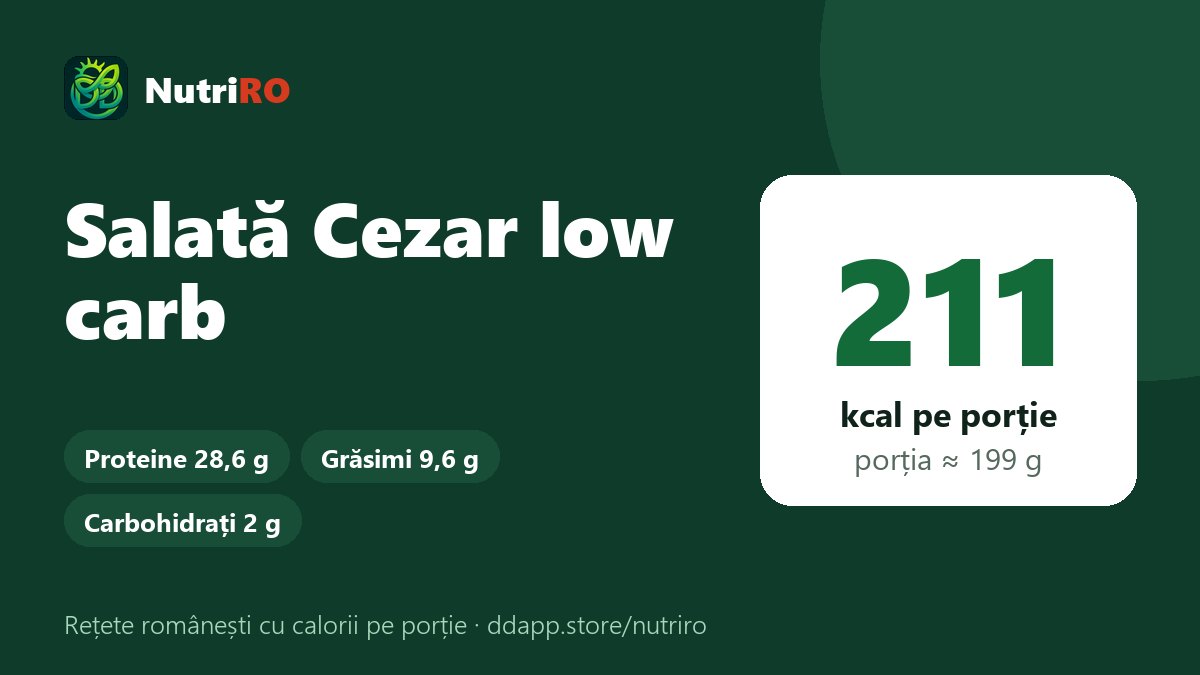 NutriRO
Salată Cezar low
carb
211
kcal pe porție
porția ≈ 199 g
Proteine 28,6 g
Grăsimi 9,6 g
Carbohidrați 2 g
Rețete românești cu calorii pe porție · ddapp.store/nutriro